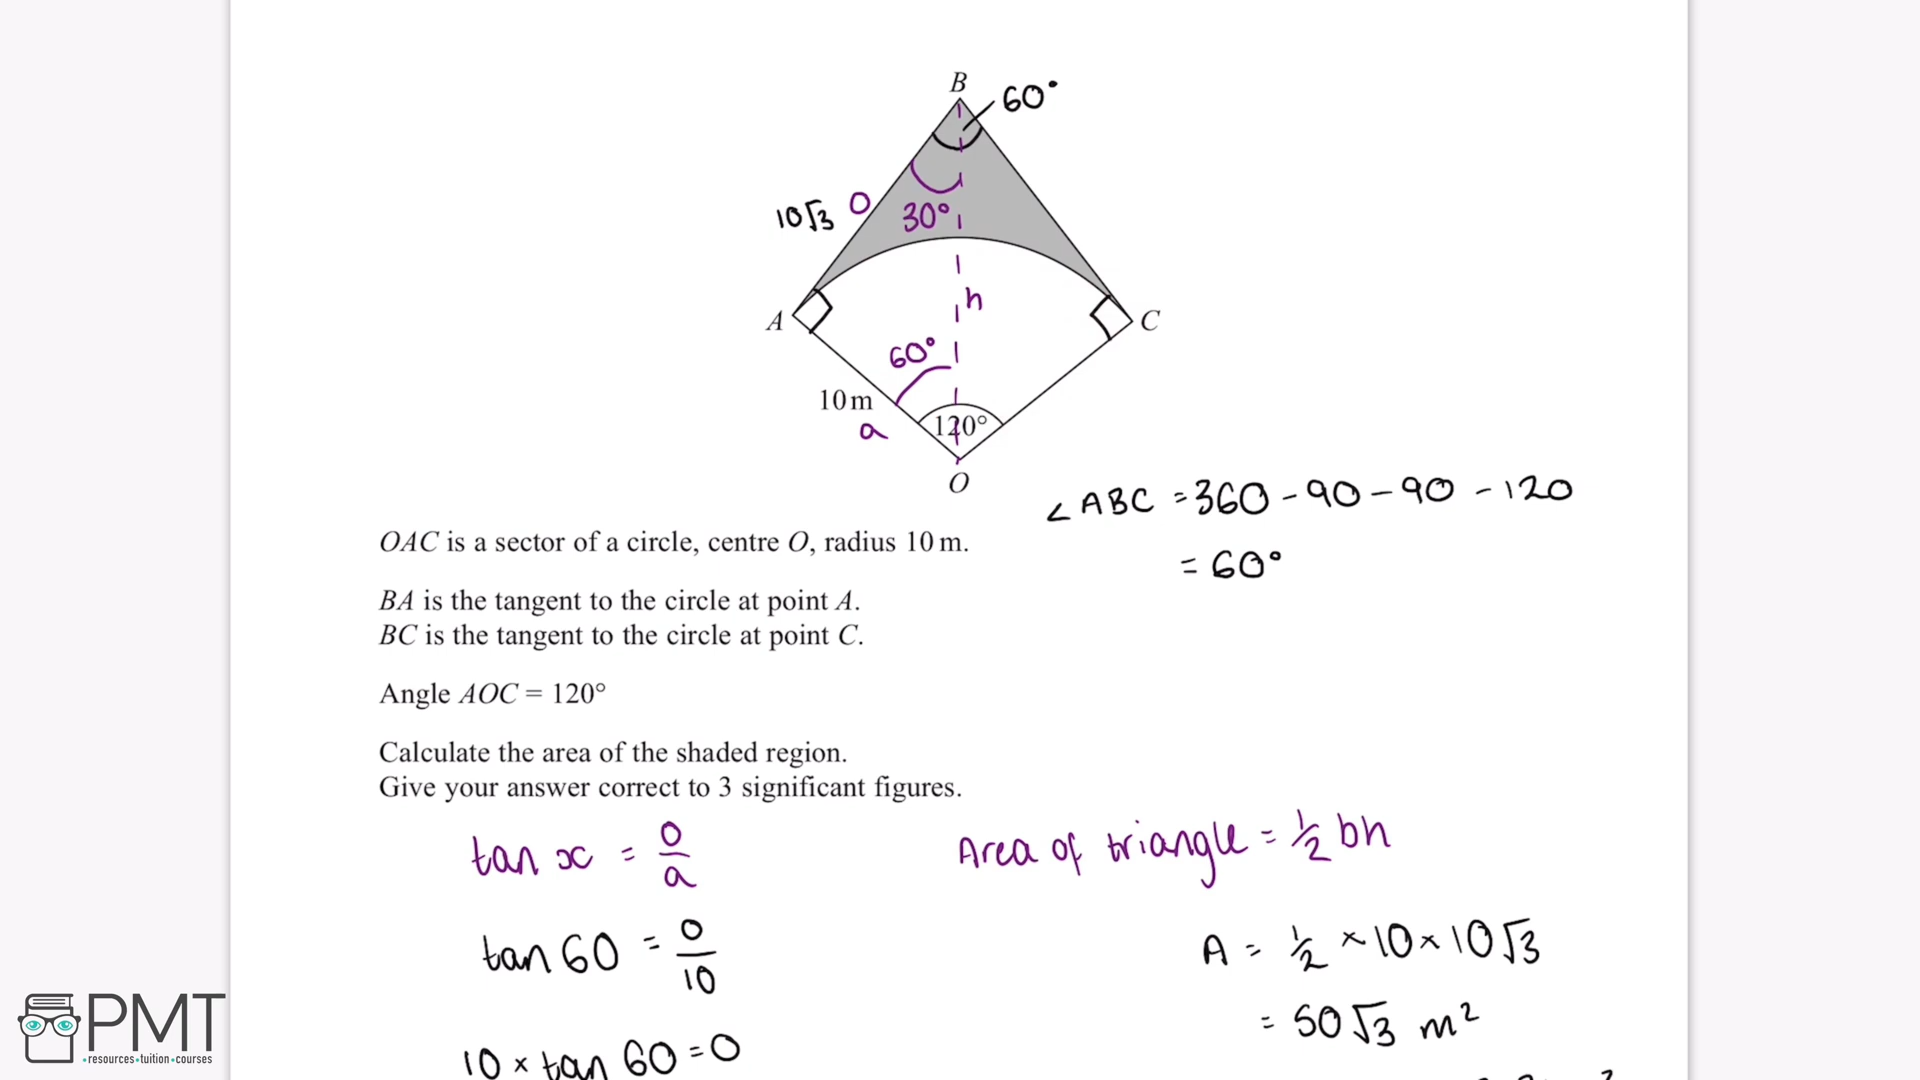 B
60°
10√3 O
30°
h
A
C
60°
10 m
a
120°
O
∠ABC = 360 - 90 - 90 - 120
= 60°
OAC is a sector of a circle, centre O, radius 10 m.
BA is the tangent to the circle at point A.
BC is the tangent to the circle at point C.
Angle AOC = 120°
Calculate the area of the shaded region.
Give your answer correct to 3 significant figures.
tan x = o/a
Area of triangle = ½ bh
tan 60 = o/10
A = ½ × 10 × 10√3
= 50√3 m²
10 × tan 60 = O
PMT
•resources•tuition•courses